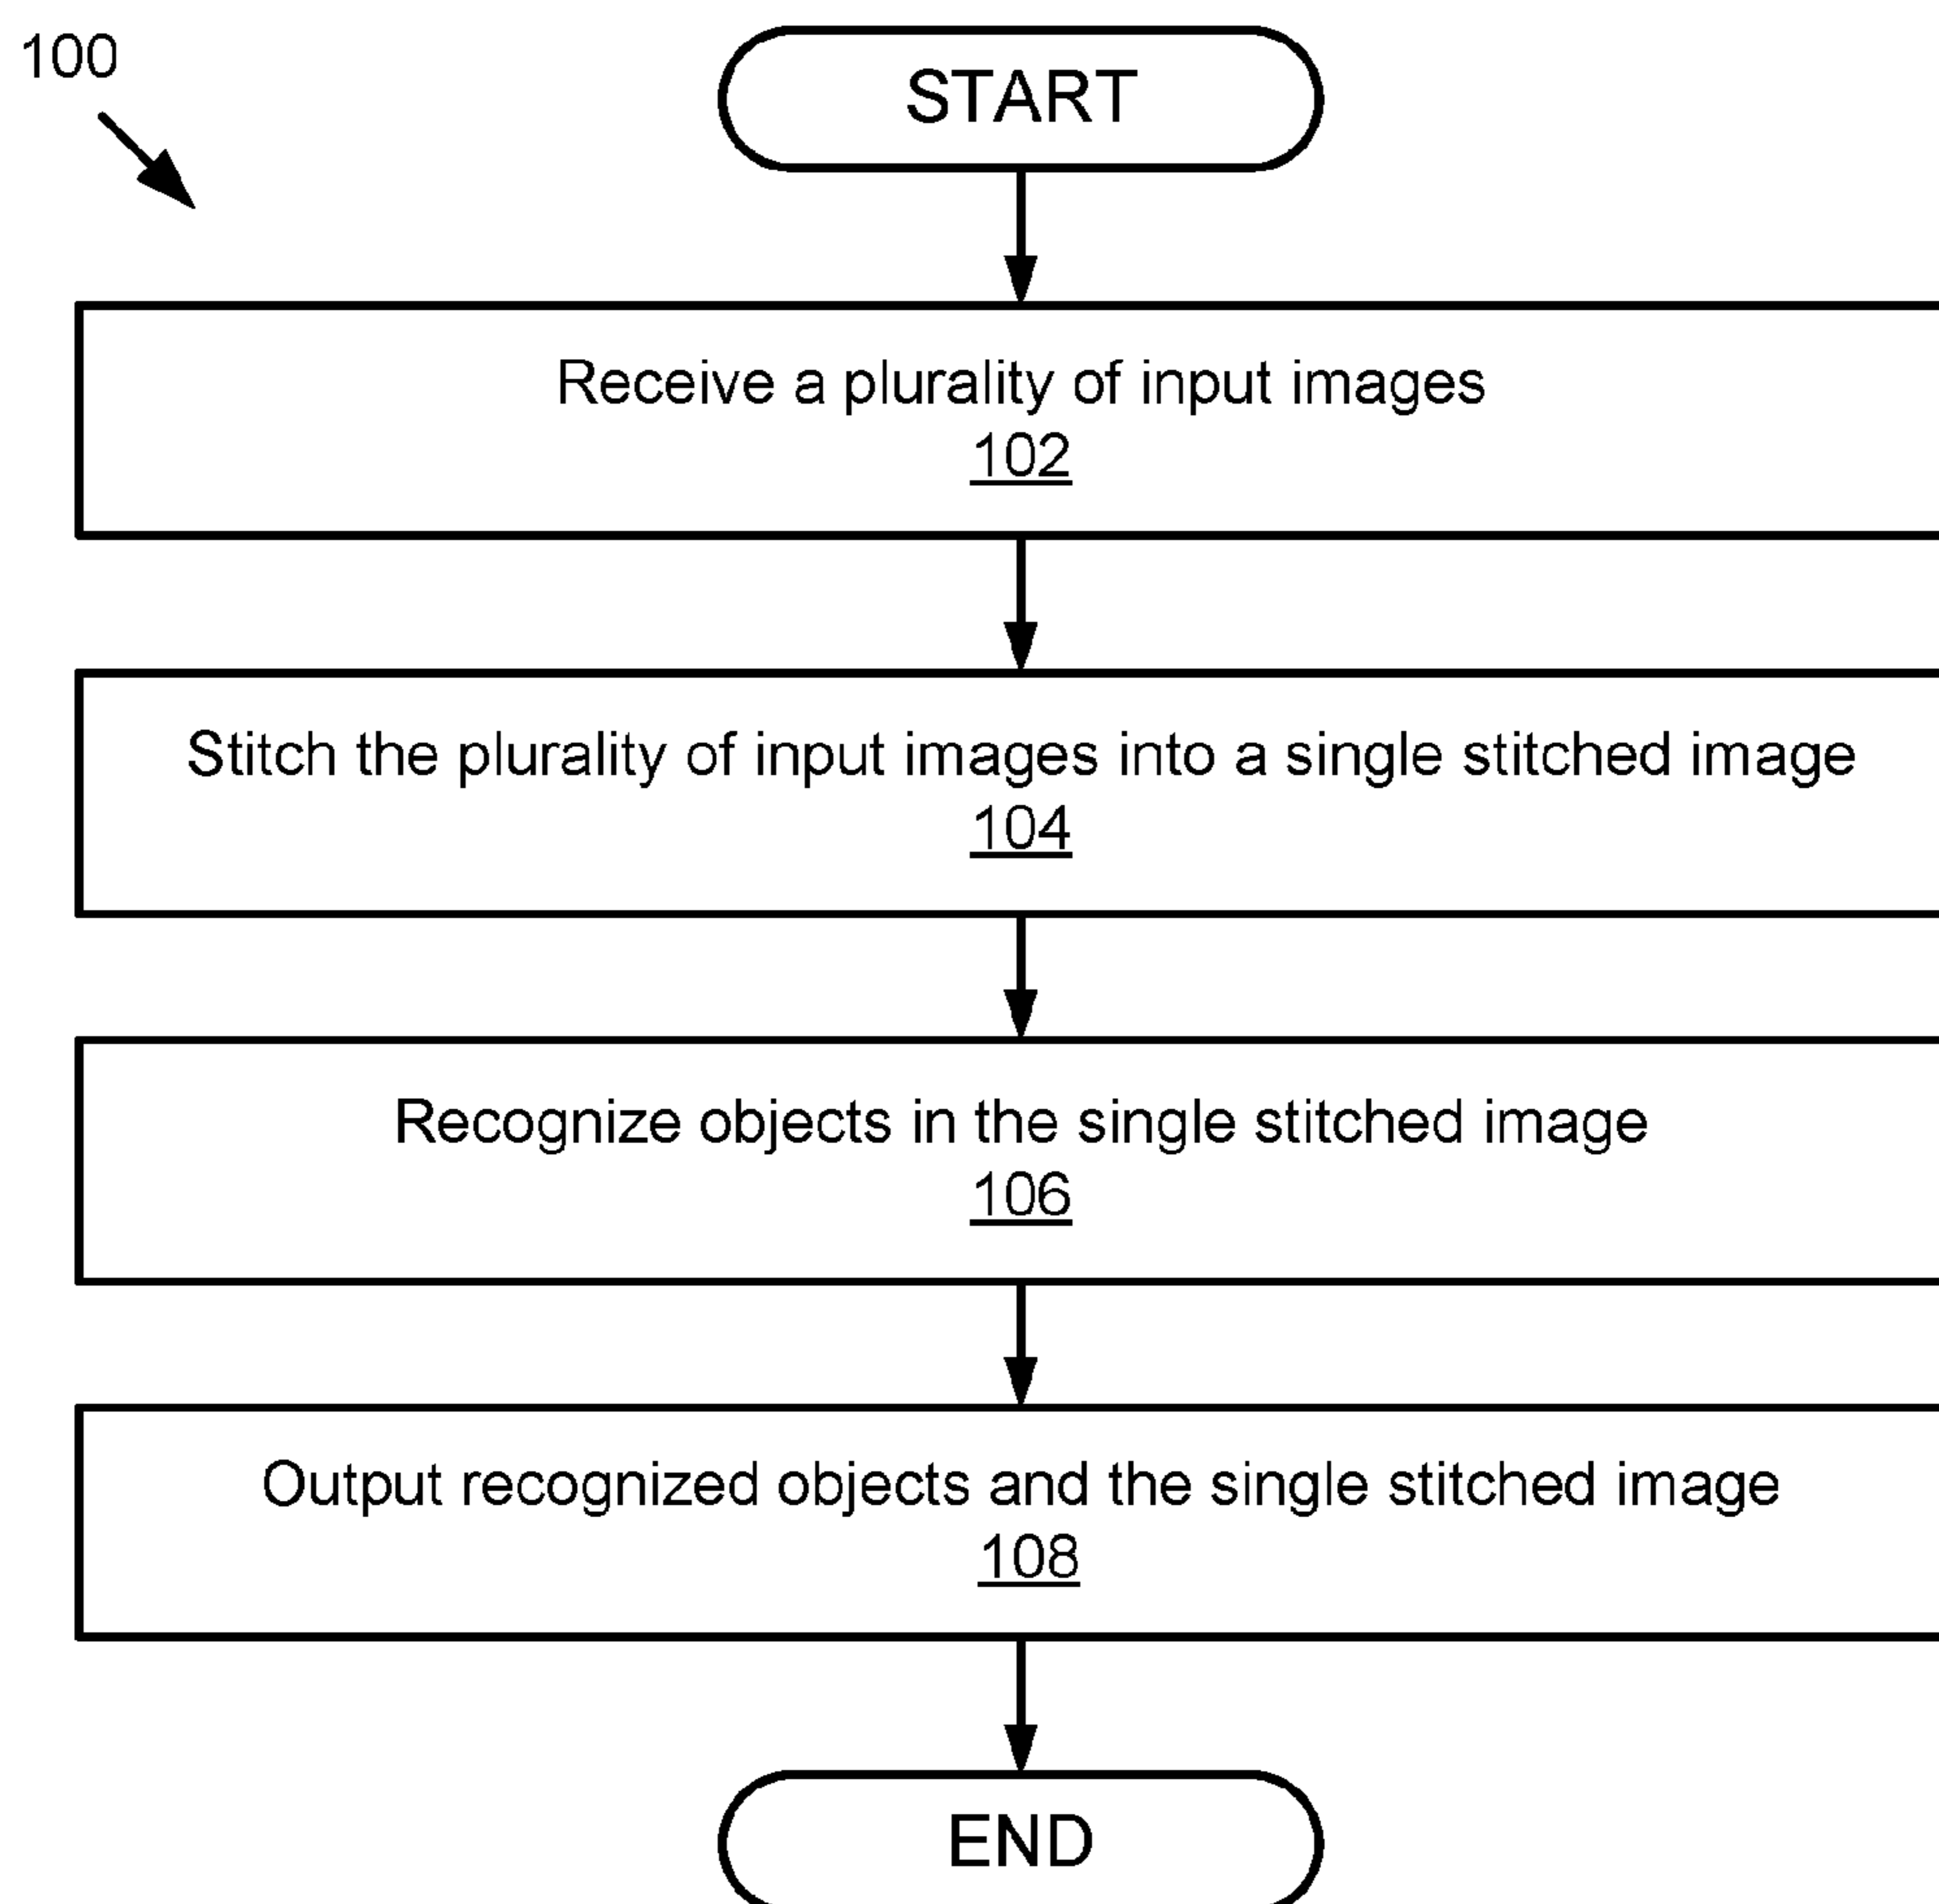 100
START
Receive a plurality of input images
102
Stitch the plurality of input images into a single stitched image
104
Recognize objects in the single stitched image
106
Output recognized objects and the single stitched image
108
END